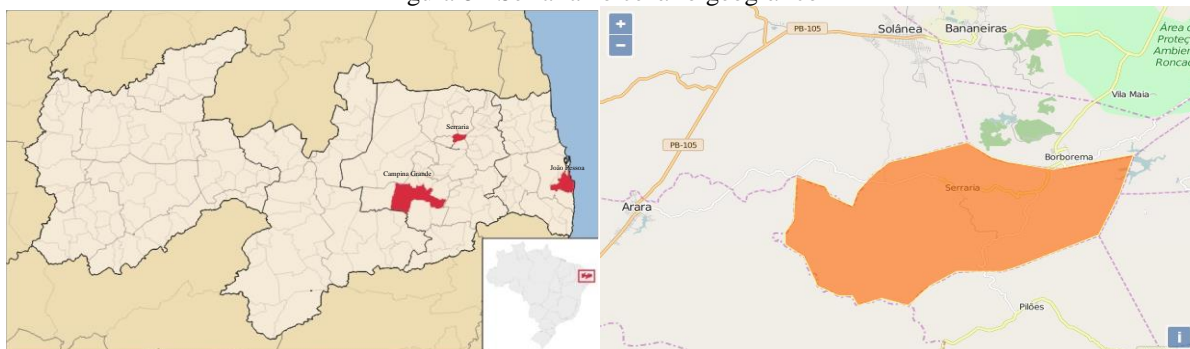 Serraria
João Pessoa
Campina Grande
+
−
PB-105
Solânea
Bananeiras
Vila Maia
PB-105
Borborema
Serraria
Arara
Pilões
i